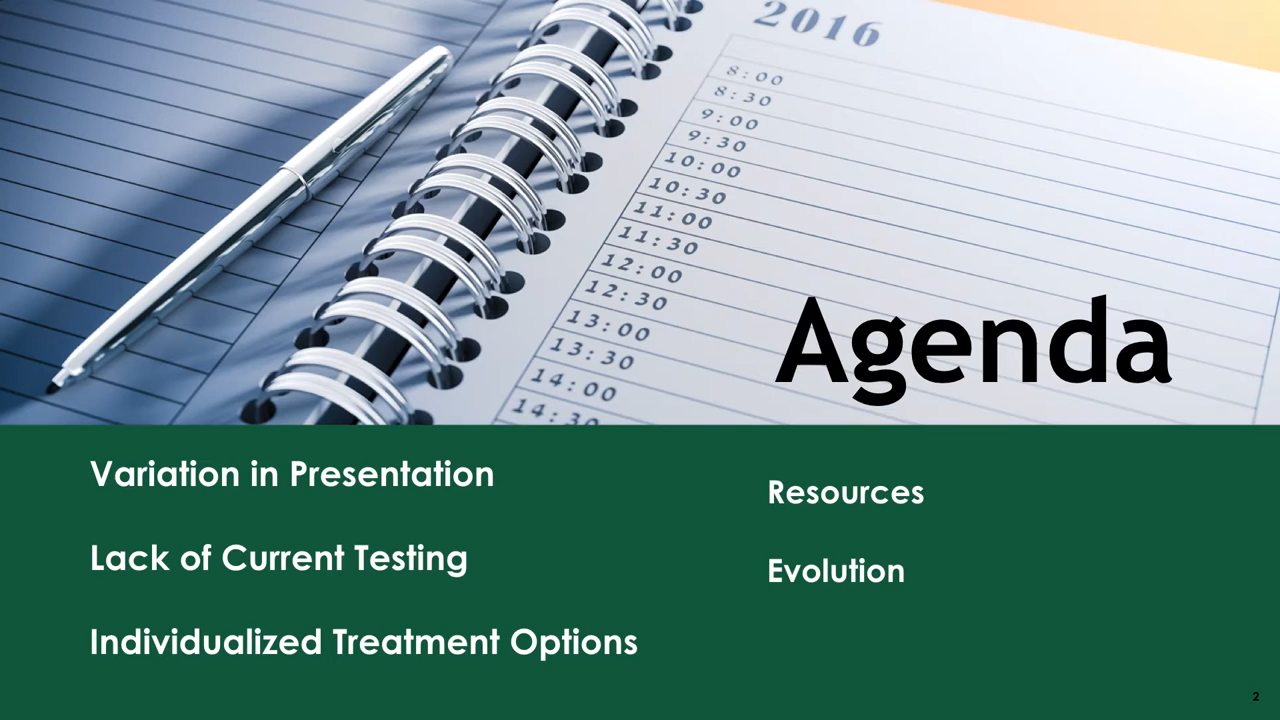 2016
8:00
8:30
9:00
9:30
10:00
10:30
11:00
11:30
12:00
12:30
13:00
13:30
14:00
14:30
Agenda
Variation in Presentation
Lack of Current Testing
Individualized Treatment Options
Resources
Evolution
2